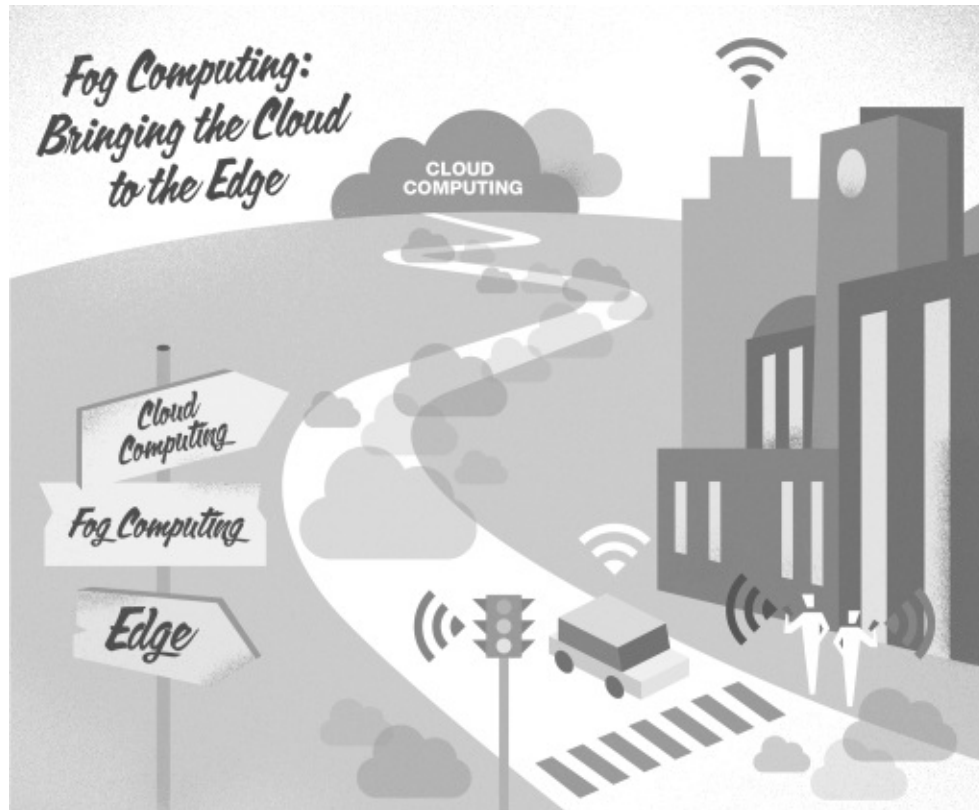 Fog Computing:
Bringing the Cloud
to the Edge
CLOUD
COMPUTING
Cloud
Computing
Fog Computing
Edge